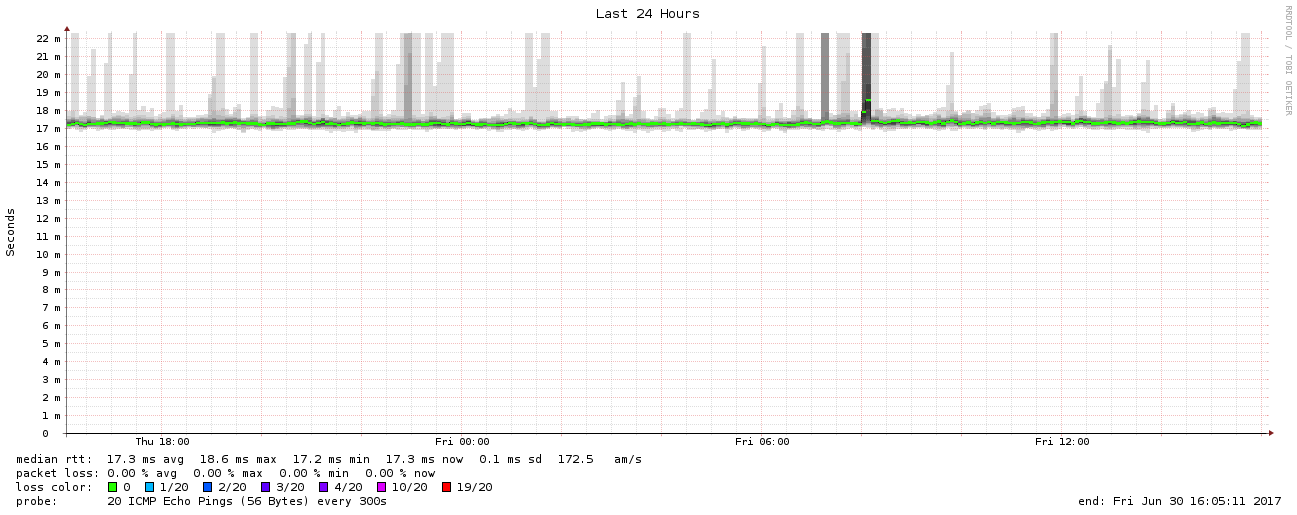 Last 24 Hours
RRDTOOL / TOBI OETIKER
Seconds
22 m
21 m
20 m
19 m
18 m
17 m
16 m
15 m
14 m
13 m
12 m
11 m
10 m
9 m
8 m
7 m
6 m
5 m
4 m
3 m
2 m
1 m
0
Thu 18:00 Fri 00:00 Fri 06:00 Fri 12:00
median rtt: 17.3 ms avg 18.6 ms max 17.2 ms min 17.3 ms now 0.1 ms sd 172.5 am/s
packet loss: 0.00 % avg 0.00 % max 0.00 % min 0.00 % now
loss color: 0 1/20 2/20 3/20 4/20 10/20 19/20
probe: 20 ICMP Echo Pings (56 Bytes) every 300s end: Fri Jun 30 16:05:11 2017